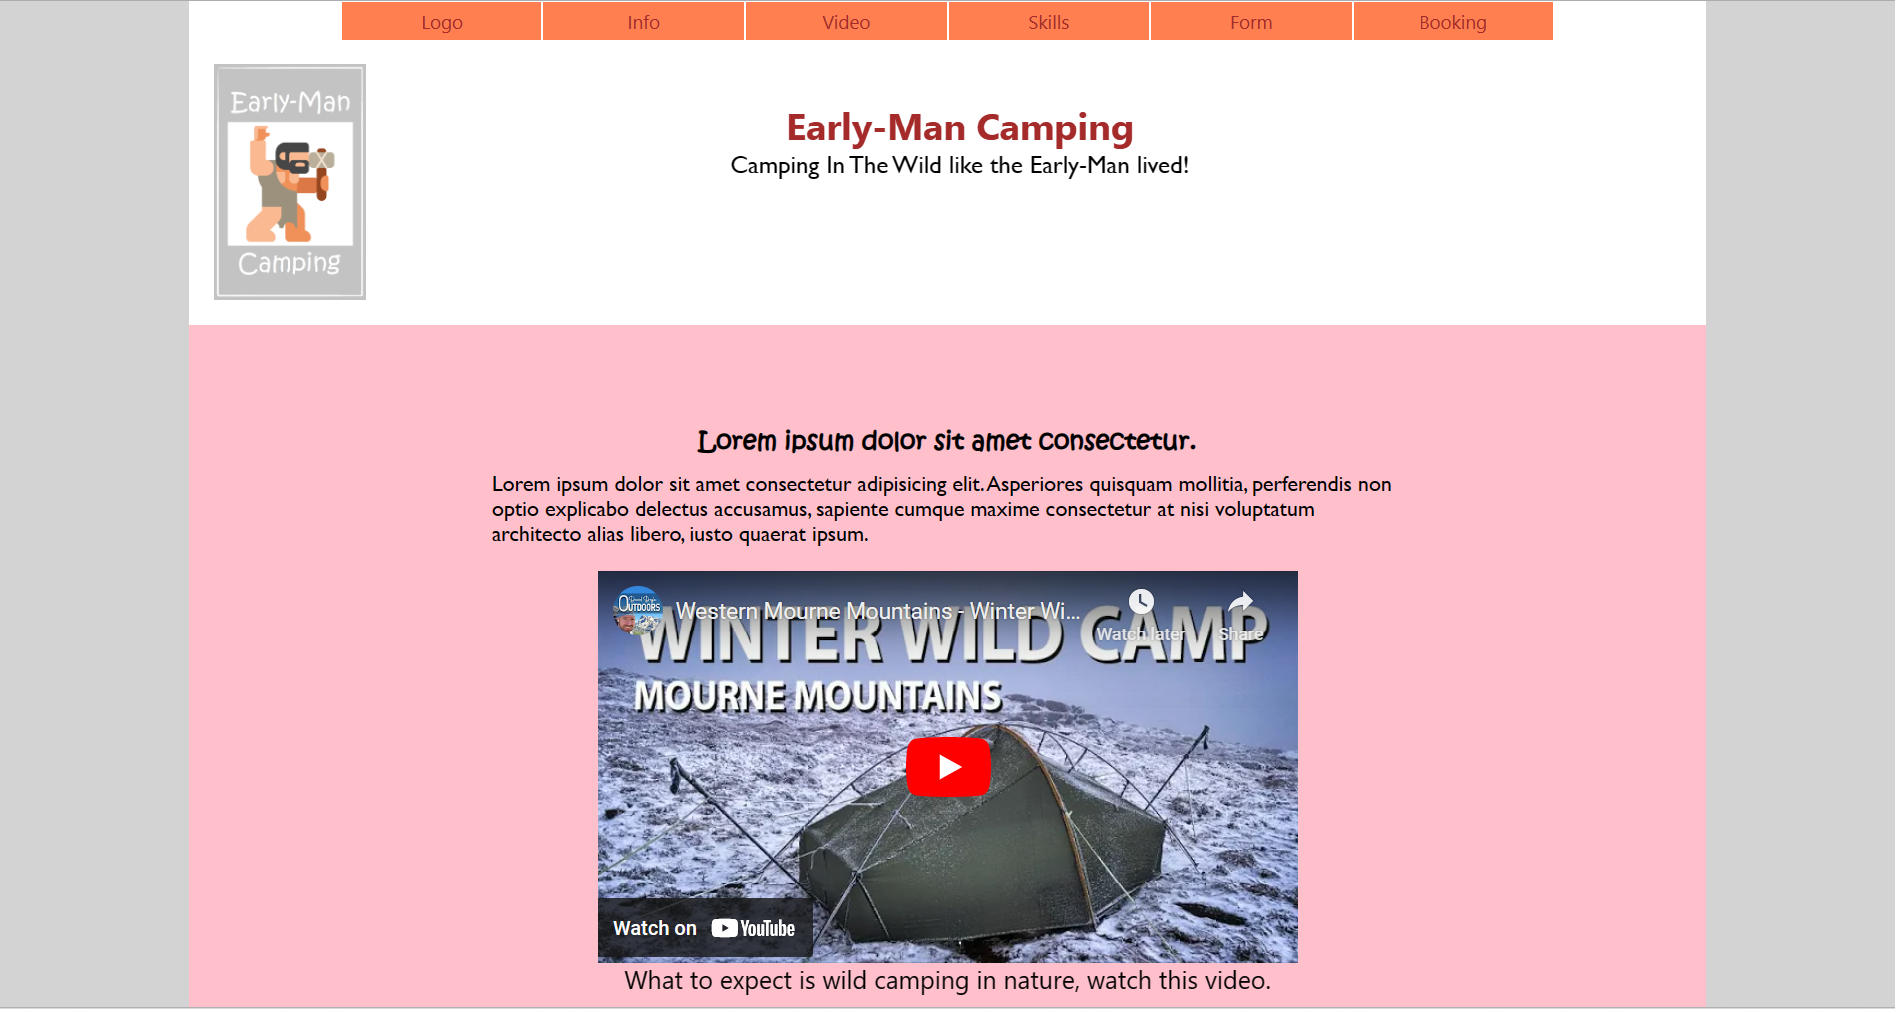 Logo Info Video Skills Form Booking
Early-Man
Camping
Early-Man Camping
Camping In The Wild like the Early-Man lived!
Lorem ipsum dolor sit amet consectetur.
Lorem ipsum dolor sit amet consectetur adipisicing elit. Asperiores quisquam mollitia, perferendis non
optio explicabo delectus accusamus, sapiente cumque maxime consectetur at nisi voluptatum
architecto alias libero, iusto quaerat ipsum.
OUTDOORS
Western Mourne Mountains - Winter Wi...
Watch later Share
WINTER WILD CAMP
MOURNE MOUNTAINS
Watch on YouTube
What to expect is wild camping in nature, watch this video.